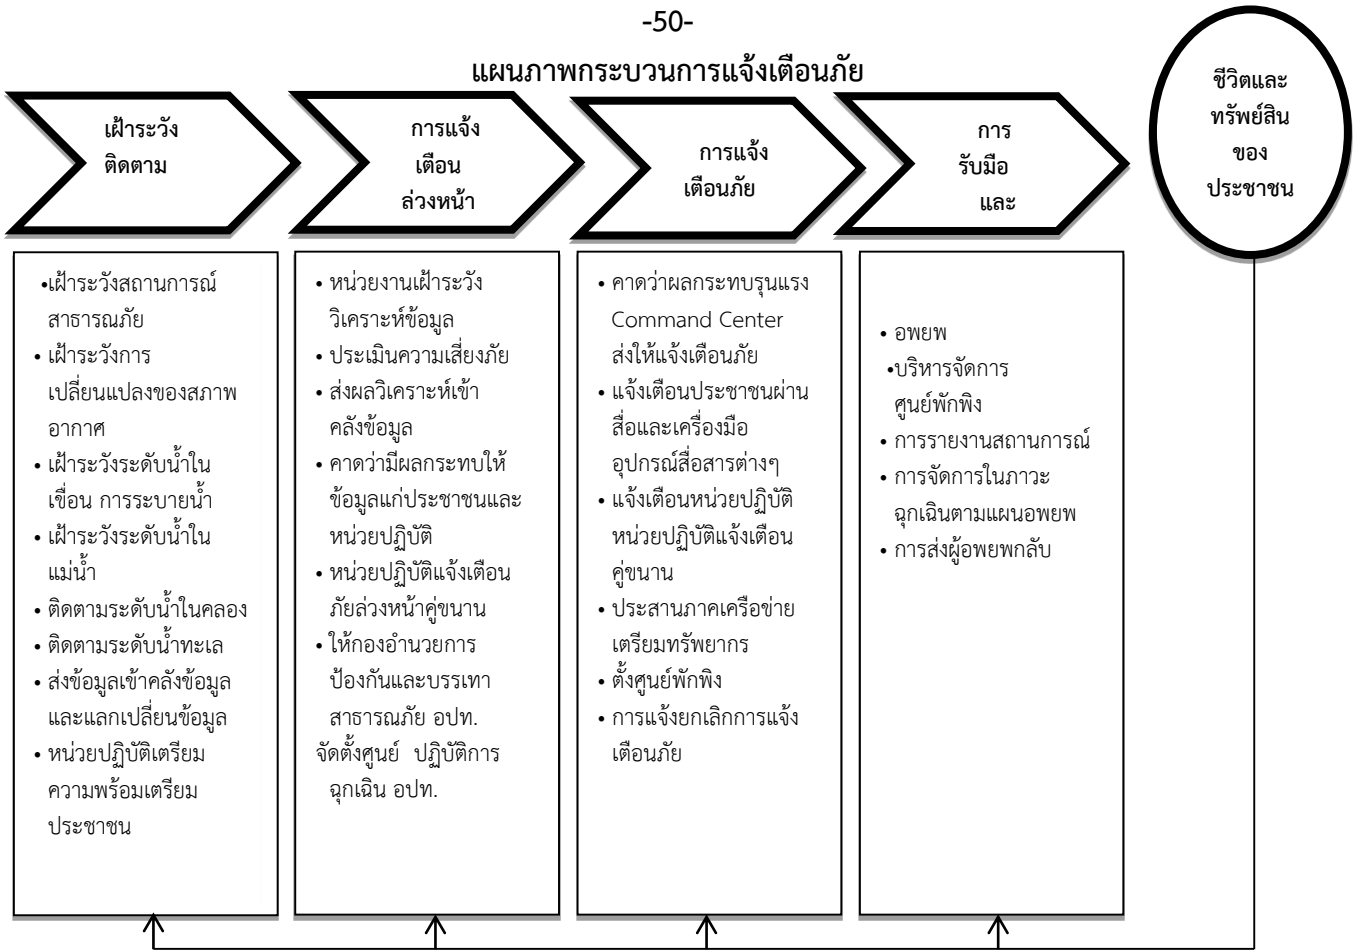 -50-
แผนภาพกระบวนการแจ้งเตือนภัย
เฝ้าระวัง
ติดตาม
การแจ้ง
เตือน
ล่วงหน้า
การแจ้ง
เตือนภัย
การ
รับมือ
และ
ชีวิตและ
ทรัพย์สิน
ของ
ประชาชน
•เฝ้าระวังสถานการณ์
สาธารณภัย
• เฝ้าระวังการ
เปลี่ยนแปลงของสภาพ
อากาศ
• เฝ้าระวังระดับน้ำใน
เขื่อน การระบายน้ำ
• เฝ้าระวังระดับน้ำใน
แม่น้ำ
• ติดตามระดับน้ำในคลอง
• ติดตามระดับน้ำทะเล
• ส่งข้อมูลเข้าคลังข้อมูล
และแลกเปลี่ยนข้อมูล
• หน่วยปฏิบัติเตรียม
ความพร้อมเตรียม
ประชาชน
• หน่วยงานเฝ้าระวัง
วิเคราะห์ข้อมูล
• ประเมินความเสี่ยงภัย
• ส่งผลวิเคราะห์เข้า
คลังข้อมูล
• คาดว่ามีผลกระทบให้
ข้อมูลแก่ประชาชนและ
หน่วยปฏิบัติ
• หน่วยปฏิบัติแจ้งเตือน
ภัยล่วงหน้าคู่ขนาน
• ให้กองอำนวยการ
ป้องกันและบรรเทา
สาธารณภัย อปท.
จัดตั้งศูนย์ ปฏิบัติการ
ฉุกเฉิน อปท.
• คาดว่าผลกระทบรุนแรง
Command Center
ส่งให้แจ้งเตือนภัย
• แจ้งเตือนประชาชนผ่าน
สื่อและเครื่องมือ
อุปกรณ์สื่อสารต่างๆ
• แจ้งเตือนหน่วยปฏิบัติ
หน่วยปฏิบัติแจ้งเตือน
คู่ขนาน
• ประสานภาคเครือข่าย
เตรียมทรัพยากร
• ตั้งศูนย์พักพิง
• การแจ้งยกเลิกการแจ้ง
เตือนภัย
• อพยพ
•บริหารจัดการ
ศูนย์พักพิง
• การรายงานสถานการณ์
• การจัดการในภาวะ
ฉุกเฉินตามแผนอพยพ
• การส่งผู้อพยพกลับ